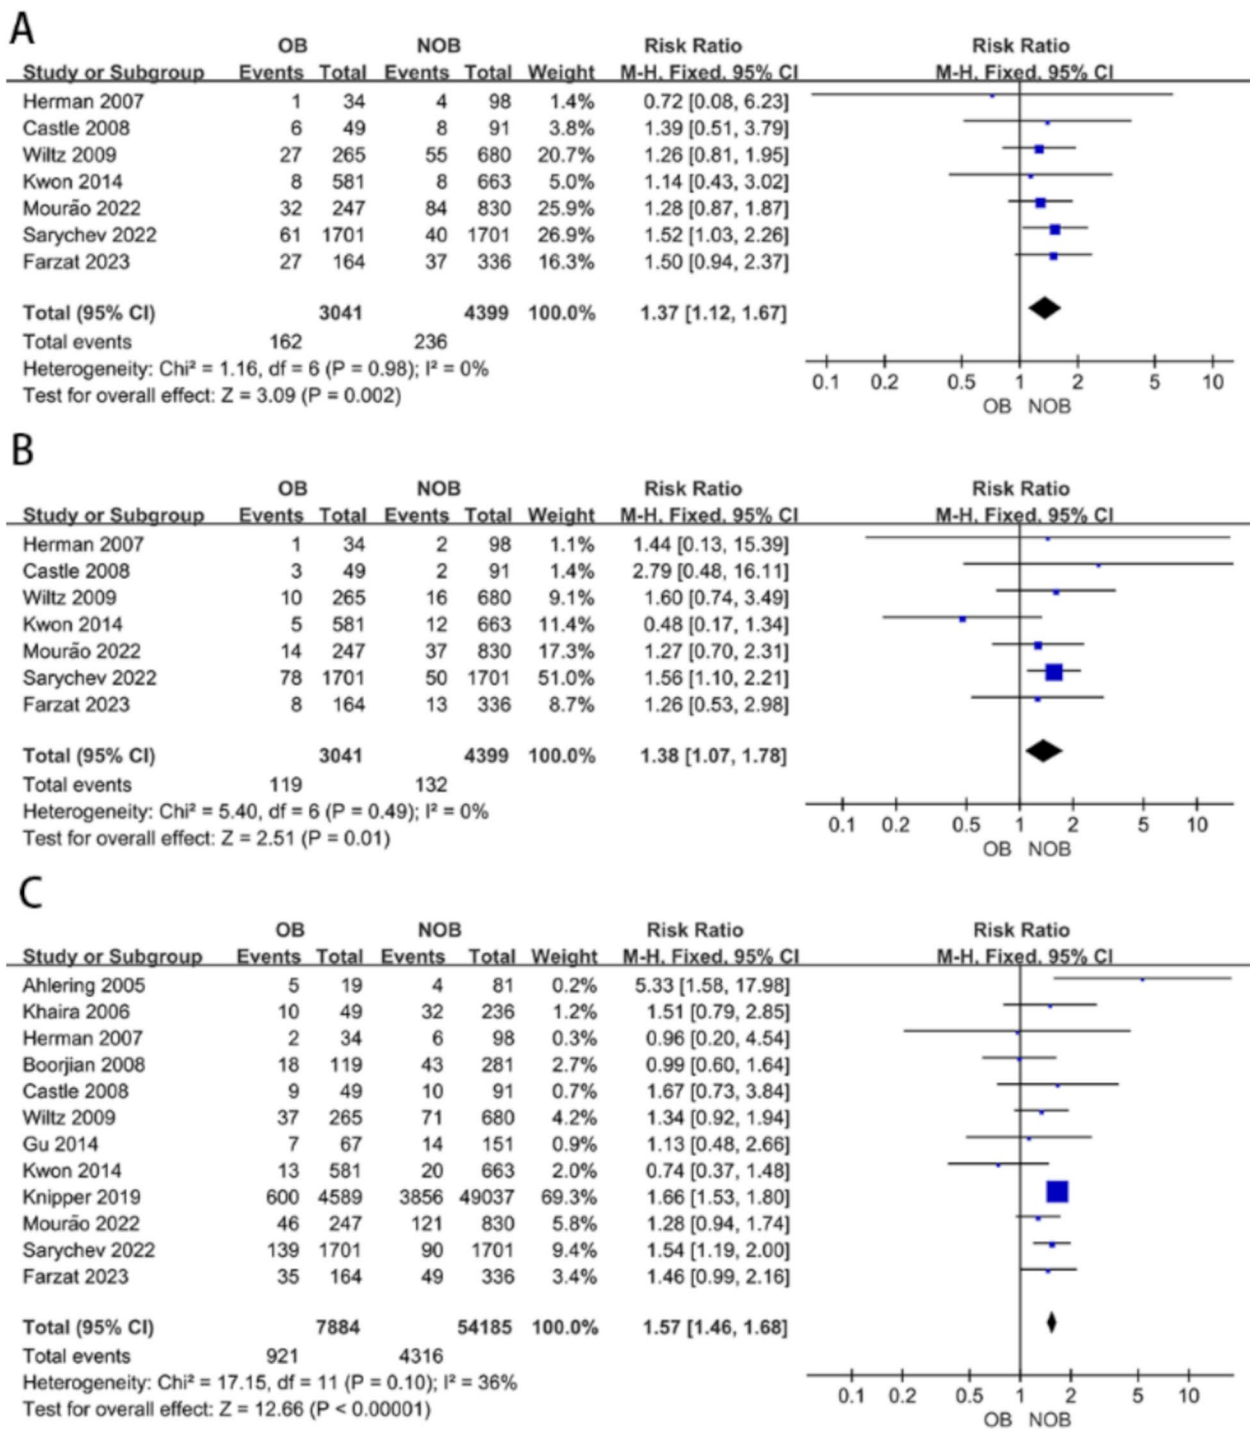 A
OB NOB Risk Ratio Risk Ratio
Study or Subgroup Events Total Events Total Weight M-H, Fixed, 95% CI M-H, Fixed, 95% CI
Herman 2007 1 34 4 98 1.4% 0.72 [0.08, 6.23]
Castle 2008 6 49 8 91 3.8% 1.39 [0.51, 3.79]
Wiltz 2009 27 265 55 680 20.7% 1.26 [0.81, 1.95]
Kwon 2014 8 581 8 663 5.0% 1.14 [0.43, 3.02]
Mourão 2022 32 247 84 830 25.9% 1.28 [0.87, 1.87]
Sarychev 2022 61 1701 40 1701 26.9% 1.52 [1.03, 2.26]
Farzat 2023 27 164 37 336 16.3% 1.50 [0.94, 2.37]
Total (95% CI) 3041 4399 100.0% 1.37 [1.12, 1.67]
Total events 162 236
Heterogeneity: Chi² = 1.16, df = 6 (P = 0.98); I² = 0%
Test for overall effect: Z = 3.09 (P = 0.002)
0.1 0.2 0.5 1 2 5 10
OB NOB
B
OB NOB Risk Ratio Risk Ratio
Study or Subgroup Events Total Events Total Weight M-H, Fixed, 95% CI M-H, Fixed, 95% CI
Herman 2007 1 34 2 98 1.1% 1.44 [0.13, 15.39]
Castle 2008 3 49 2 91 1.4% 2.79 [0.48, 16.11]
Wiltz 2009 10 265 16 680 9.1% 1.60 [0.74, 3.49]
Kwon 2014 5 581 12 663 11.4% 0.48 [0.17, 1.34]
Mourão 2022 14 247 37 830 17.3% 1.27 [0.70, 2.31]
Sarychev 2022 78 1701 50 1701 51.0% 1.56 [1.10, 2.21]
Farzat 2023 8 164 13 336 8.7% 1.26 [0.53, 2.98]
Total (95% CI) 3041 4399 100.0% 1.38 [1.07, 1.78]
Total events 119 132
Heterogeneity: Chi² = 5.40, df = 6 (P = 0.49); I² = 0%
Test for overall effect: Z = 2.51 (P = 0.01)
0.1 0.2 0.5 1 2 5 10
OB NOB
C
OB NOB Risk Ratio Risk Ratio
Study or Subgroup Events Total Events Total Weight M-H, Fixed, 95% CI M-H, Fixed, 95% CI
Ahlering 2005 5 19 4 81 0.2% 5.33 [1.58, 17.98]
Khaira 2006 10 49 32 236 1.2% 1.51 [0.79, 2.85]
Herman 2007 2 34 6 98 0.3% 0.96 [0.20, 4.54]
Boorjian 2008 18 119 43 281 2.7% 0.99 [0.60, 1.64]
Castle 2008 9 49 10 91 0.7% 1.67 [0.73, 3.84]
Wiltz 2009 37 265 71 680 4.2% 1.34 [0.92, 1.94]
Gu 2014 7 67 14 151 0.9% 1.13 [0.48, 2.66]
Kwon 2014 13 581 20 663 2.0% 0.74 [0.37, 1.48]
Knipper 2019 600 4589 3856 49037 69.3% 1.66 [1.53, 1.80]
Mourão 2022 46 247 121 830 5.8% 1.28 [0.94, 1.74]
Sarychev 2022 139 1701 90 1701 9.4% 1.54 [1.19, 2.00]
Farzat 2023 35 164 49 336 3.4% 1.46 [0.99, 2.16]
Total (95% CI) 7884 54185 100.0% 1.57 [1.46, 1.68]
Total events 921 4316
Heterogeneity: Chi² = 17.15, df = 11 (P = 0.10); I² = 36%
Test for overall effect: Z = 12.66 (P < 0.00001)
0.1 0.2 0.5 1 2 5 10
OB NOB